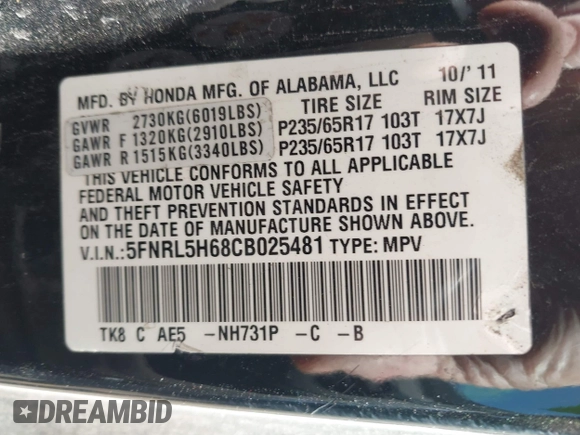 MFD. BY HONDA MFG. OF ALABAMA, LLC 10/'11
GVWR 2730KG(6019LBS) TIRE SIZE RIM SIZE
GAWR F 1320KG(2910LBS) P235/65R17 103T 17X7J
GAWR R 1515KG(3340LBS) P235/65R17 103T 17X7J
THIS VEHICLE CONFORMS TO ALL APPLICABLE
FEDERAL MOTOR VEHICLE SAFETY
AND THEFT PREVENTION STANDARDS IN EFFECT
ON THE DATE OF MANUFACTURE SHOWN ABOVE.
V.I.N.:5FNRL5H68CB025481 TYPE: MPV
TK8 C AE5 -NH731P -C -B
DREAMBID